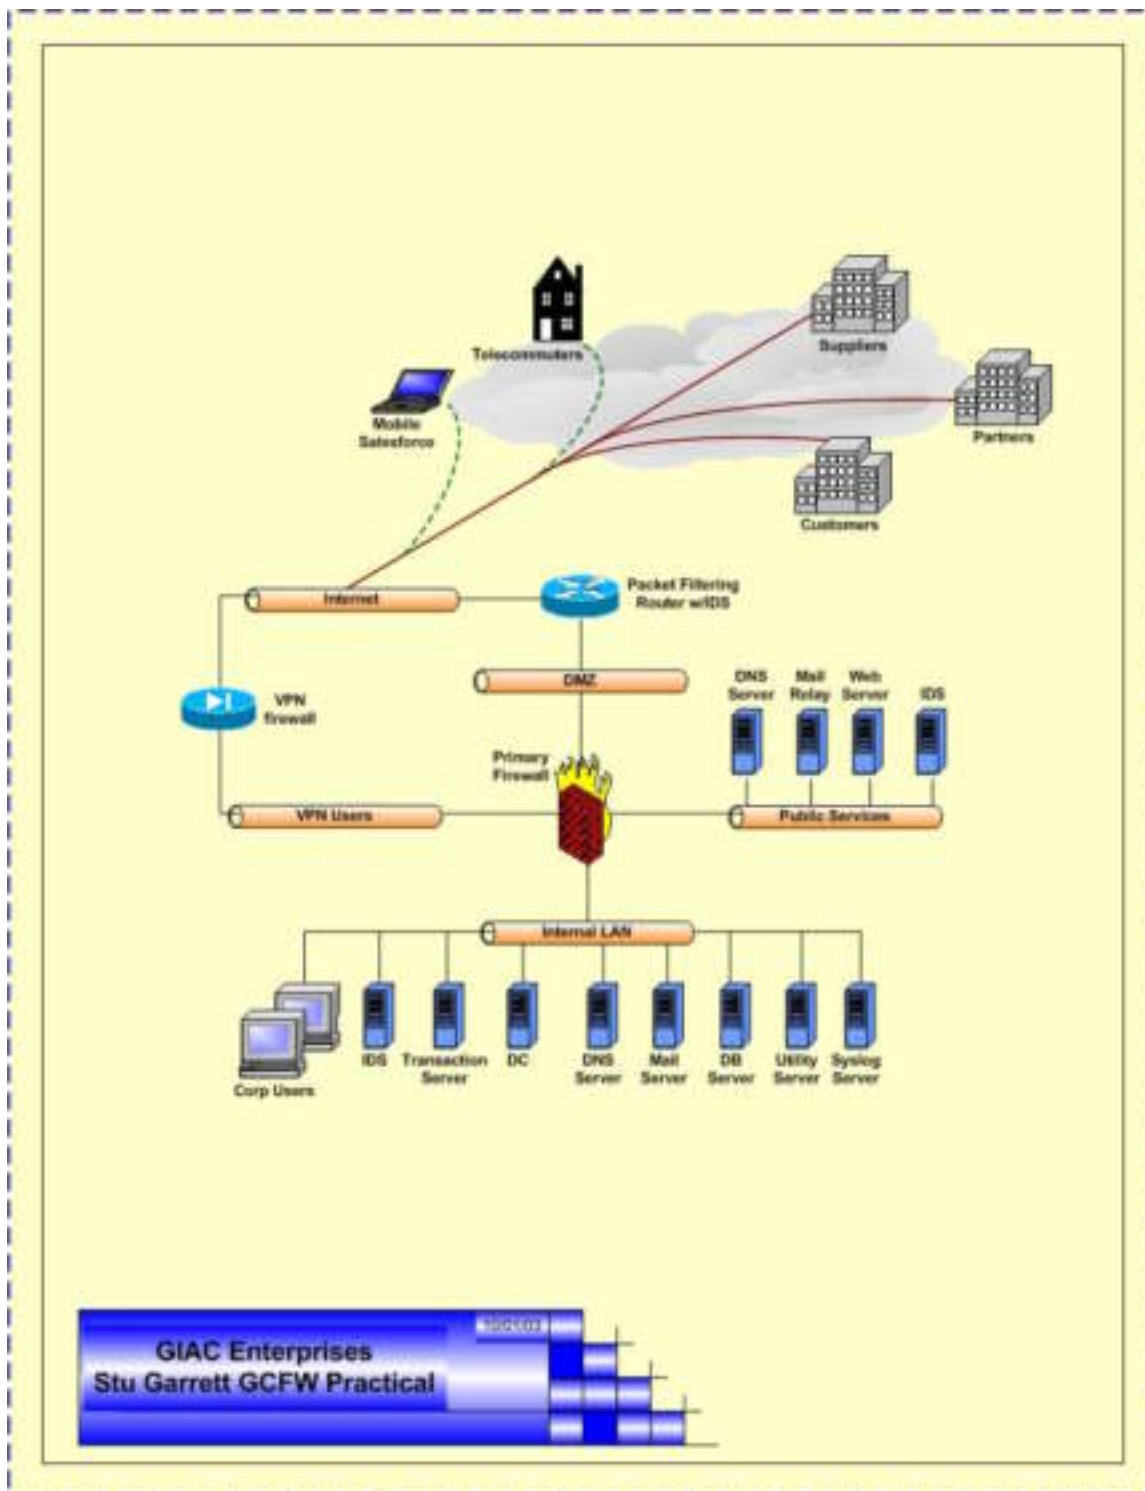 Telecommuters
Suppliers
Mobile
Salesforce
Partners
Customers
Internet
Packet Filtering
Router w/IDS
DMZ
DNS
Server
Mail
Relay
Web
Server
IDS
VPN
firewall
Primary
Firewall
VPN Users
Public Services
Internal LAN
Corp Users
IDS
Transaction
Server
DC
DNS
Server
Mail
Server
DB
Server
Utility
Server
Syslog
Server
GIAC Enterprises
Stu Garrett GCFW Practical